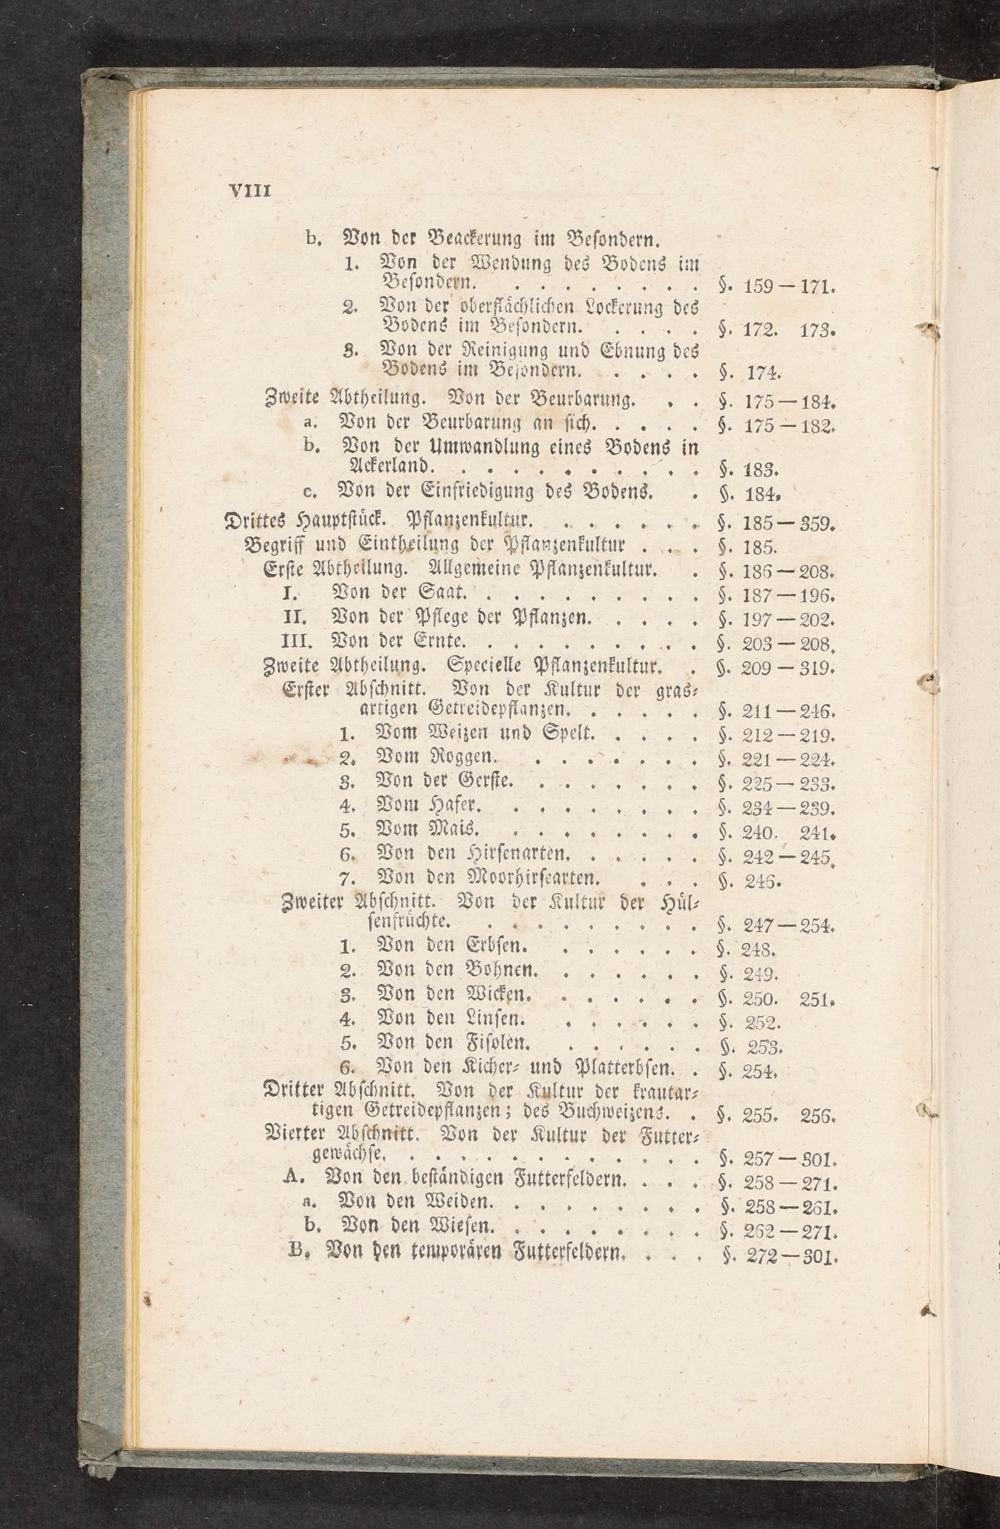 VIII
b. Von der Beackerung im Besondern.
1. Von der Wendung des Bodens im
Besondern. . . . . . . . . §. 159 — 171.
2. Von der oberflächlichen Lockerung des
Bodens im Besondern. . . . . §. 172. 173.
3. Von der Reinigung und Ebnung des
Bodens im Besondern. . . . . §. 174.
Zweite Abtheilung. Von der Beurbarung. . . §. 175 — 184.
a. Von der Beurbarung an sich. . . . . §. 175 — 182.
b. Von der Umwandlung eines Bodens in
Ackerland. . . . . . . . . . . §. 183.
c. Von der Einfriedigung des Bodens. . §. 184.
Drittes Hauptstück. Pflanzenkultur. . . . . . . §. 185 — 359.
Begriff und Eintheilung der Pflanzenkultur . . . §. 185.
Erste Abtheilung. Allgemeine Pflanzenkultur. . §. 186 — 208.
I. Von der Saat. . . . . . . . . . §. 187 — 196.
II. Von der Pflege der Pflanzen. . . . . §. 197 — 202.
III. Von der Ernte. . . . . . . . . . §. 203 — 208.
Zweite Abtheilung. Specielle Pflanzenkultur. . §. 209 — 319.
Erster Abschnitt. Von der Kultur der gras-
artigen Getreidepflanzen. . . . . . §. 211 — 246.
1. Vom Weizen und Spelt. . . . . §. 212 — 219.
2. Vom Roggen. . . . . . . . §. 221 — 224.
3. Von der Gerste. . . . . . . . §. 225 — 233.
4. Vom Hafer. . . . . . . . . §. 234 — 239.
5. Vom Mais. . . . . . . . . §. 240. 241.
6. Von den Hirsenarten. . . . . . §. 242 — 245.
7. Von den Moorhirsearten. . . . §. 246.
Zweiter Abschnitt. Von der Kultur der Hül-
senfrüchte. . . . . . . . . . §. 247 — 254.
1. Von den Erbsen. . . . . . . §. 248.
2. Von den Bohnen. . . . . . . §. 249.
3. Von den Wicken. . . . . . . §. 250. 251.
4. Von den Linsen. . . . . . . §. 252.
5. Von den Fisolen. . . . . . . §. 253.
6. Von den Kicher- und Platterbsen. . §. 254.
Dritter Abschnitt. Von der Kultur der krautar-
tigen Getreidepflanzen; des Buchweizens. . §. 255. 256.
Vierter Abschnitt. Von der Kultur der Futter-
gewächse. . . . . . . . . . . . . §. 257 — 301.
A. Von den beständigen Futterfeldern. . . . §. 258 — 271.
a. Von den Weiden. . . . . . . . . §. 258 — 261.
b. Von den Wiesen. . . . . . . . . §. 262 — 271.
B. Von den temporären Futterfeldern. . . . §. 272 — 301.